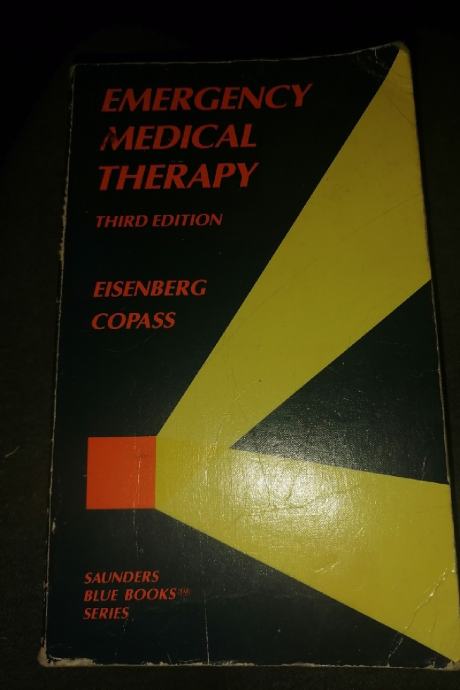 EMERGENCY
MEDICAL
THERAPY
THIRD EDITION
EISENBERG
COPASS
SAUNDERS
BLUE BOOKS™
SERIES